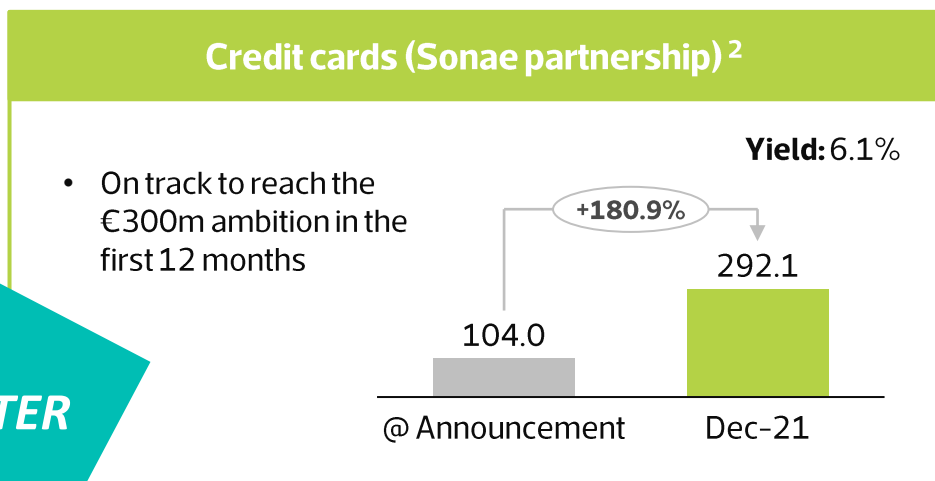 Credit cards (Sonae partnership) 2
Yield: 6.1%
• On track to reach the
€300m ambition in the
first 12 months
+180.9%
292.1
104.0
@ Announcement
Dec-21
TER